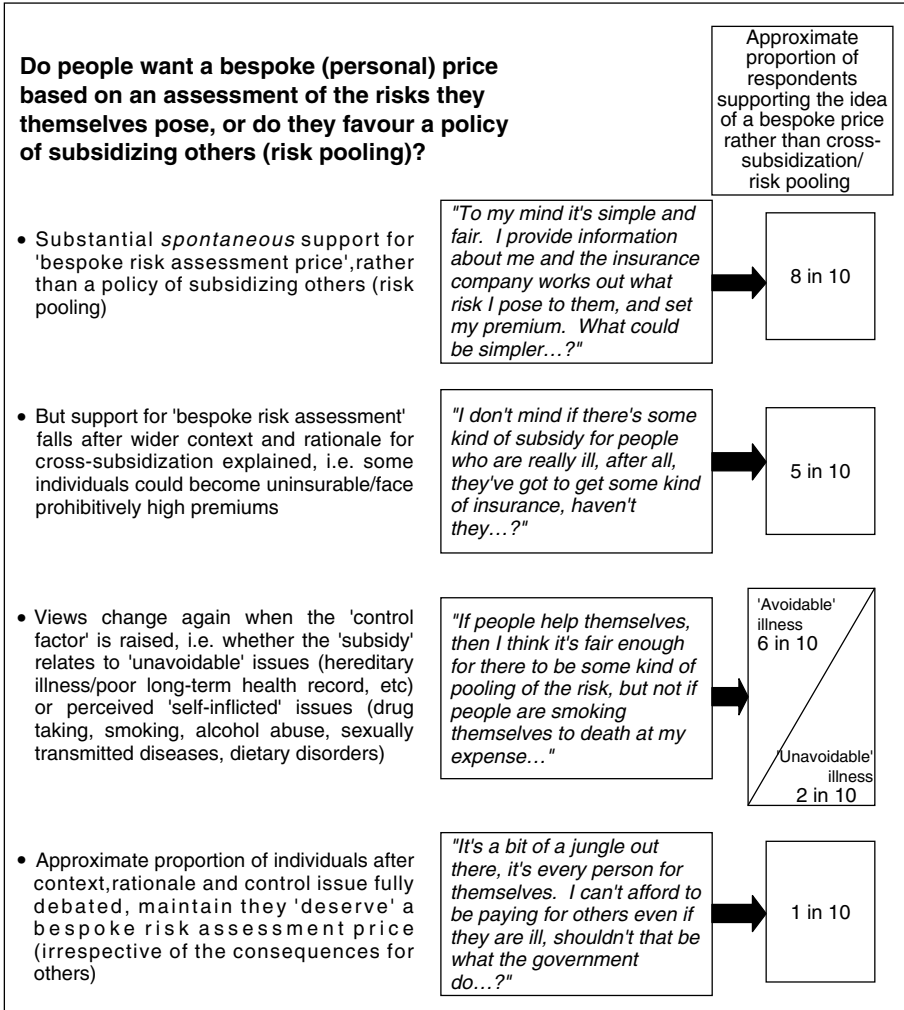 Do people want a bespoke (personal) price
based on an assessment of the risks they
themselves pose, or do they favour a policy
of subsidizing others (risk pooling)?
Approximate
proportion of
respondents
supporting the idea
of a bespoke price
rather than cross-
subsidization/
risk pooling
• Substantial spontaneous support for
'bespoke risk assessment price',rather
than a policy of subsidizing others (risk
pooling)
"To my mind it's simple and
fair. I provide information
about me and the insurance
company works out what
risk I pose to them, and set
my premium. What could
be simpler…?"
8 in 10
• But support for 'bespoke risk assessment'
falls after wider context and rationale for
cross-subsidization explained, i.e. some
individuals could become uninsurable/face
prohibitively high premiums
"I don't mind if there's some
kind of subsidy for people
who are really ill, after all,
they've got to get some kind
of insurance, haven't
they…?"
5 in 10
• Views change again when the 'control
factor' is raised, i.e. whether the 'subsidy'
relates to 'unavoidable' issues (hereditary
illness/poor long-term health record, etc)
or perceived 'self-inflicted' issues (drug
taking, smoking, alcohol abuse, sexually
transmitted diseases, dietary disorders)
"If people help themselves,
then I think it's fair enough
for there to be some kind of
pooling of the risk, but not if
people are smoking
themselves to death at my
expense…"
'Avoidable'
illness
6 in 10
'Unavoidable'
illness
2 in 10
• Approximate proportion of individuals after
context,rationale and control issue fully
debated, maintain they 'deserve' a
bespoke risk assessment price
(irrespective of the consequences for
others)
"It's a bit of a jungle out
there, it's every person for
themselves. I can't afford to
be paying for others even if
they are ill, shouldn't that be
what the government
do…?"
1 in 10